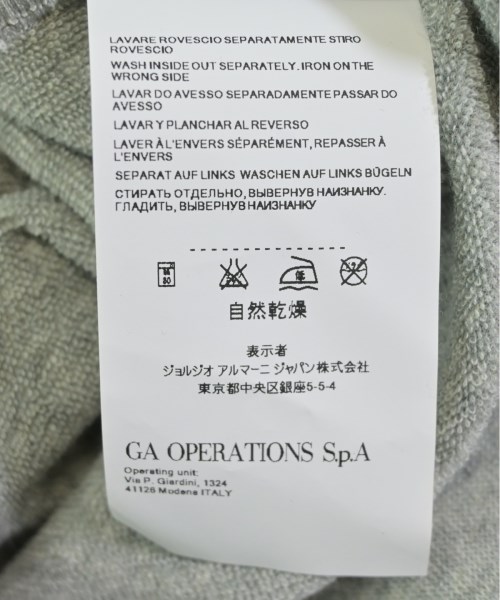 LAVARE ROVESCIO SEPARATAMENTE STIRO
ROVESCIO
WASH INSIDE OUT SEPARATELY. IRON ON THE
WRONG SIDE
LAVAR DO AVESSO SEPARADAMENTE PASSAR DO
AVESSO
LAVAR Y PLANCHAR AL REVERSO
LAVER À L'ENVERS SÉPARÉMENT, REPASSER À
L'ENVERS
SEPARAT AUF LINKS WASCHEN AUF LINKS BÜGELN
СТИРАТЬ ОТДЕЛЬНО, ВЫВЕРНУВ НАИЗНАНКУ.
ГЛАДИТЬ, ВЫВЕРНУВ НАИЗНАНКУ
低
自然乾燥
表示者
ジョルジオ アルマーニ ジャパン株式会社
東京都中央区銀座5-5-4
GA OPERATIONS S.p.A
Operating unit:
Via P. Giardini, 1324
41126 Modena ITALY